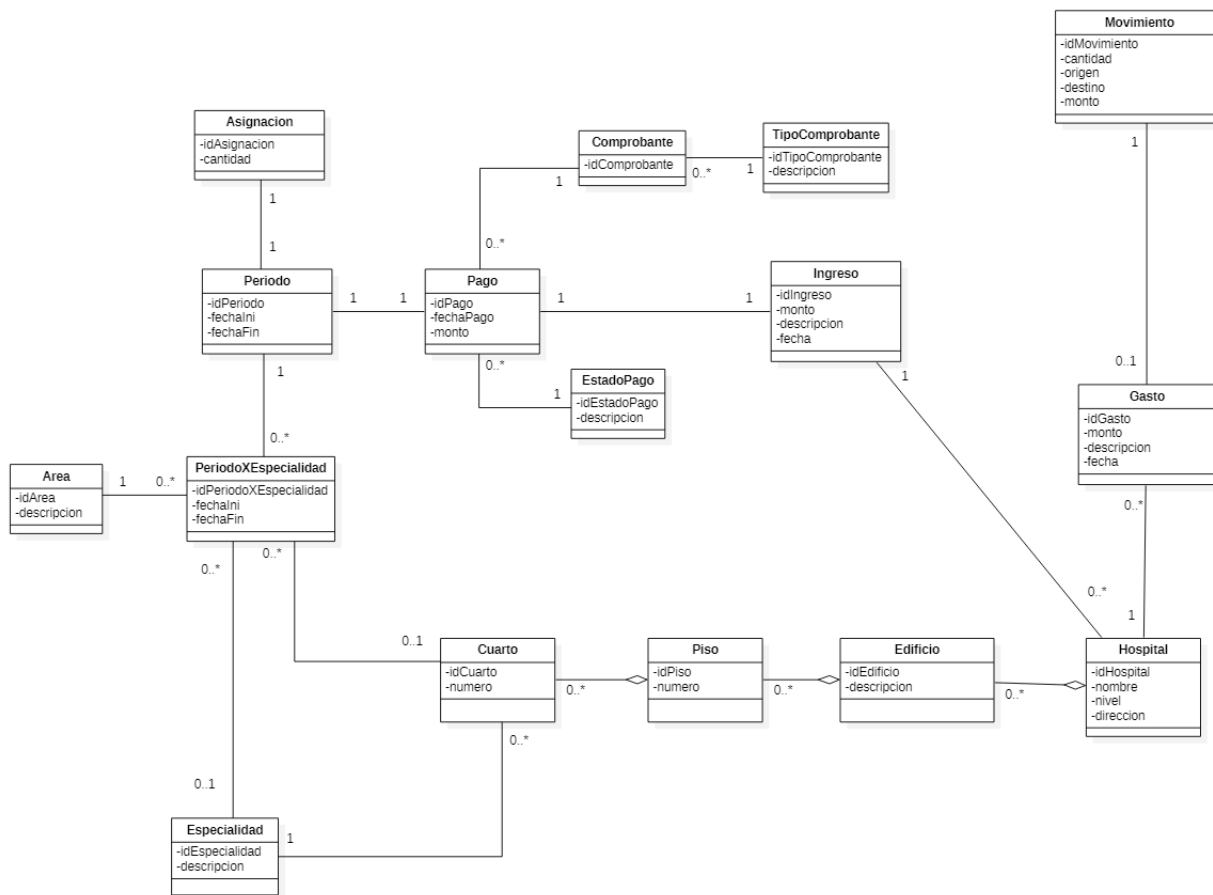 Movimiento
-idMovimiento
-cantidad
-origen
-destino
-monto
1
0..1
Asignacion
-idAsignacion
-cantidad
1
1
Comprobante
-idComprobante
0..*
1
TipoComprobante
-idTipoComprobante
-descripcion
1
0..*
Periodo
-idPeriodo
-fechaIni
-fechaFin
1
1
Pago
-idPago
-fechaPago
-monto
1
1
Ingreso
-idIngreso
-monto
-descripcion
-fecha
1
0..*
0..*
1
EstadoPago
-idEstadoPago
-descripcion
Gasto
-idGasto
-monto
-descripcion
-fecha
0..*
1
1
0..*
Area
-idArea
-descripcion
1
0..*
PeriodoXEspecialidad
-idPeriodoXEspecialidad
-fechaIni
-fechaFin
0..*
0..*
0..1
0..1
Cuarto
-idCuarto
-numero
0..*
Piso
-idPiso
-numero
0..*
Edificio
-idEdificio
-descripcion
0..*
Hospital
-idHospital
-nombre
-nivel
-direccion
0..*
1
Especialidad
-idEspecialidad
-descripcion